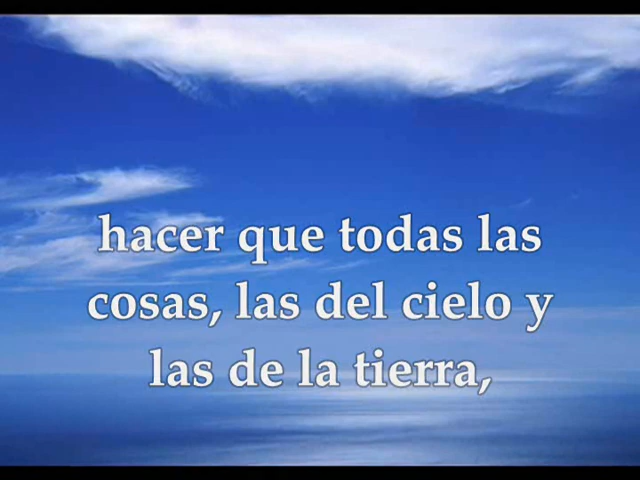 hacer que todas las
cosas, las del cielo y
las de la tierra,